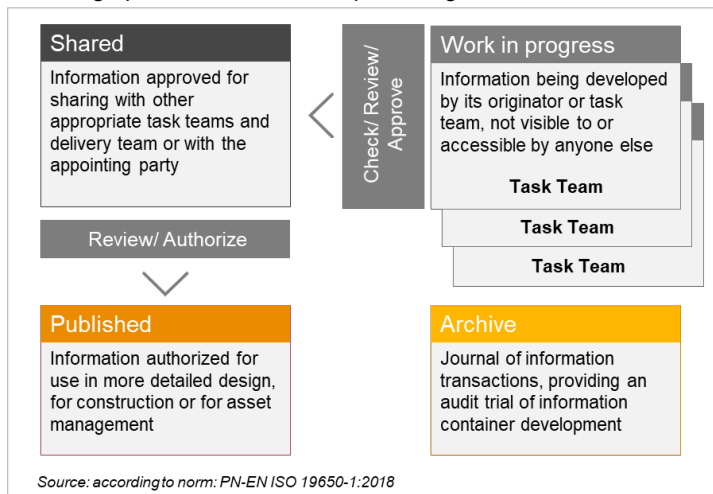 Shared
Information approved for
sharing with other
appropriate task teams and
delivery team or with the
appointing party
Check/ Review/
Approve
Work in progress
Information being developed
by its originator or task
team, not visible to or
accessible by anyone else
Task Team
Task Team
Task Team
Review/ Authorize
Published
Information authorized for
use in more detailed design,
for construction or for asset
management
Archive
Journal of information
transactions, providing an
audit trial of information
container development
Source: according to norm: PN-EN ISO 19650-1:2018